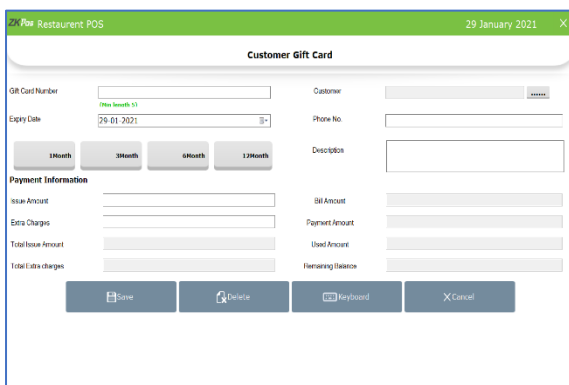 ZKPos Restaurent POS 29 January 2021 X
Customer Gift Card
Gift Card Number Customer ......
(Min length 5)
Expiry Date 29-01-2021 Phone No.
1Month 3Month 6Month 12Month Description
Payment Information
Issue Amount Bill Amount
Extra Charges Payment Amount
Total Issue Amount Used Amount
Total Extra charges Remaining Balance
Save Delete Keyboard X Cancel